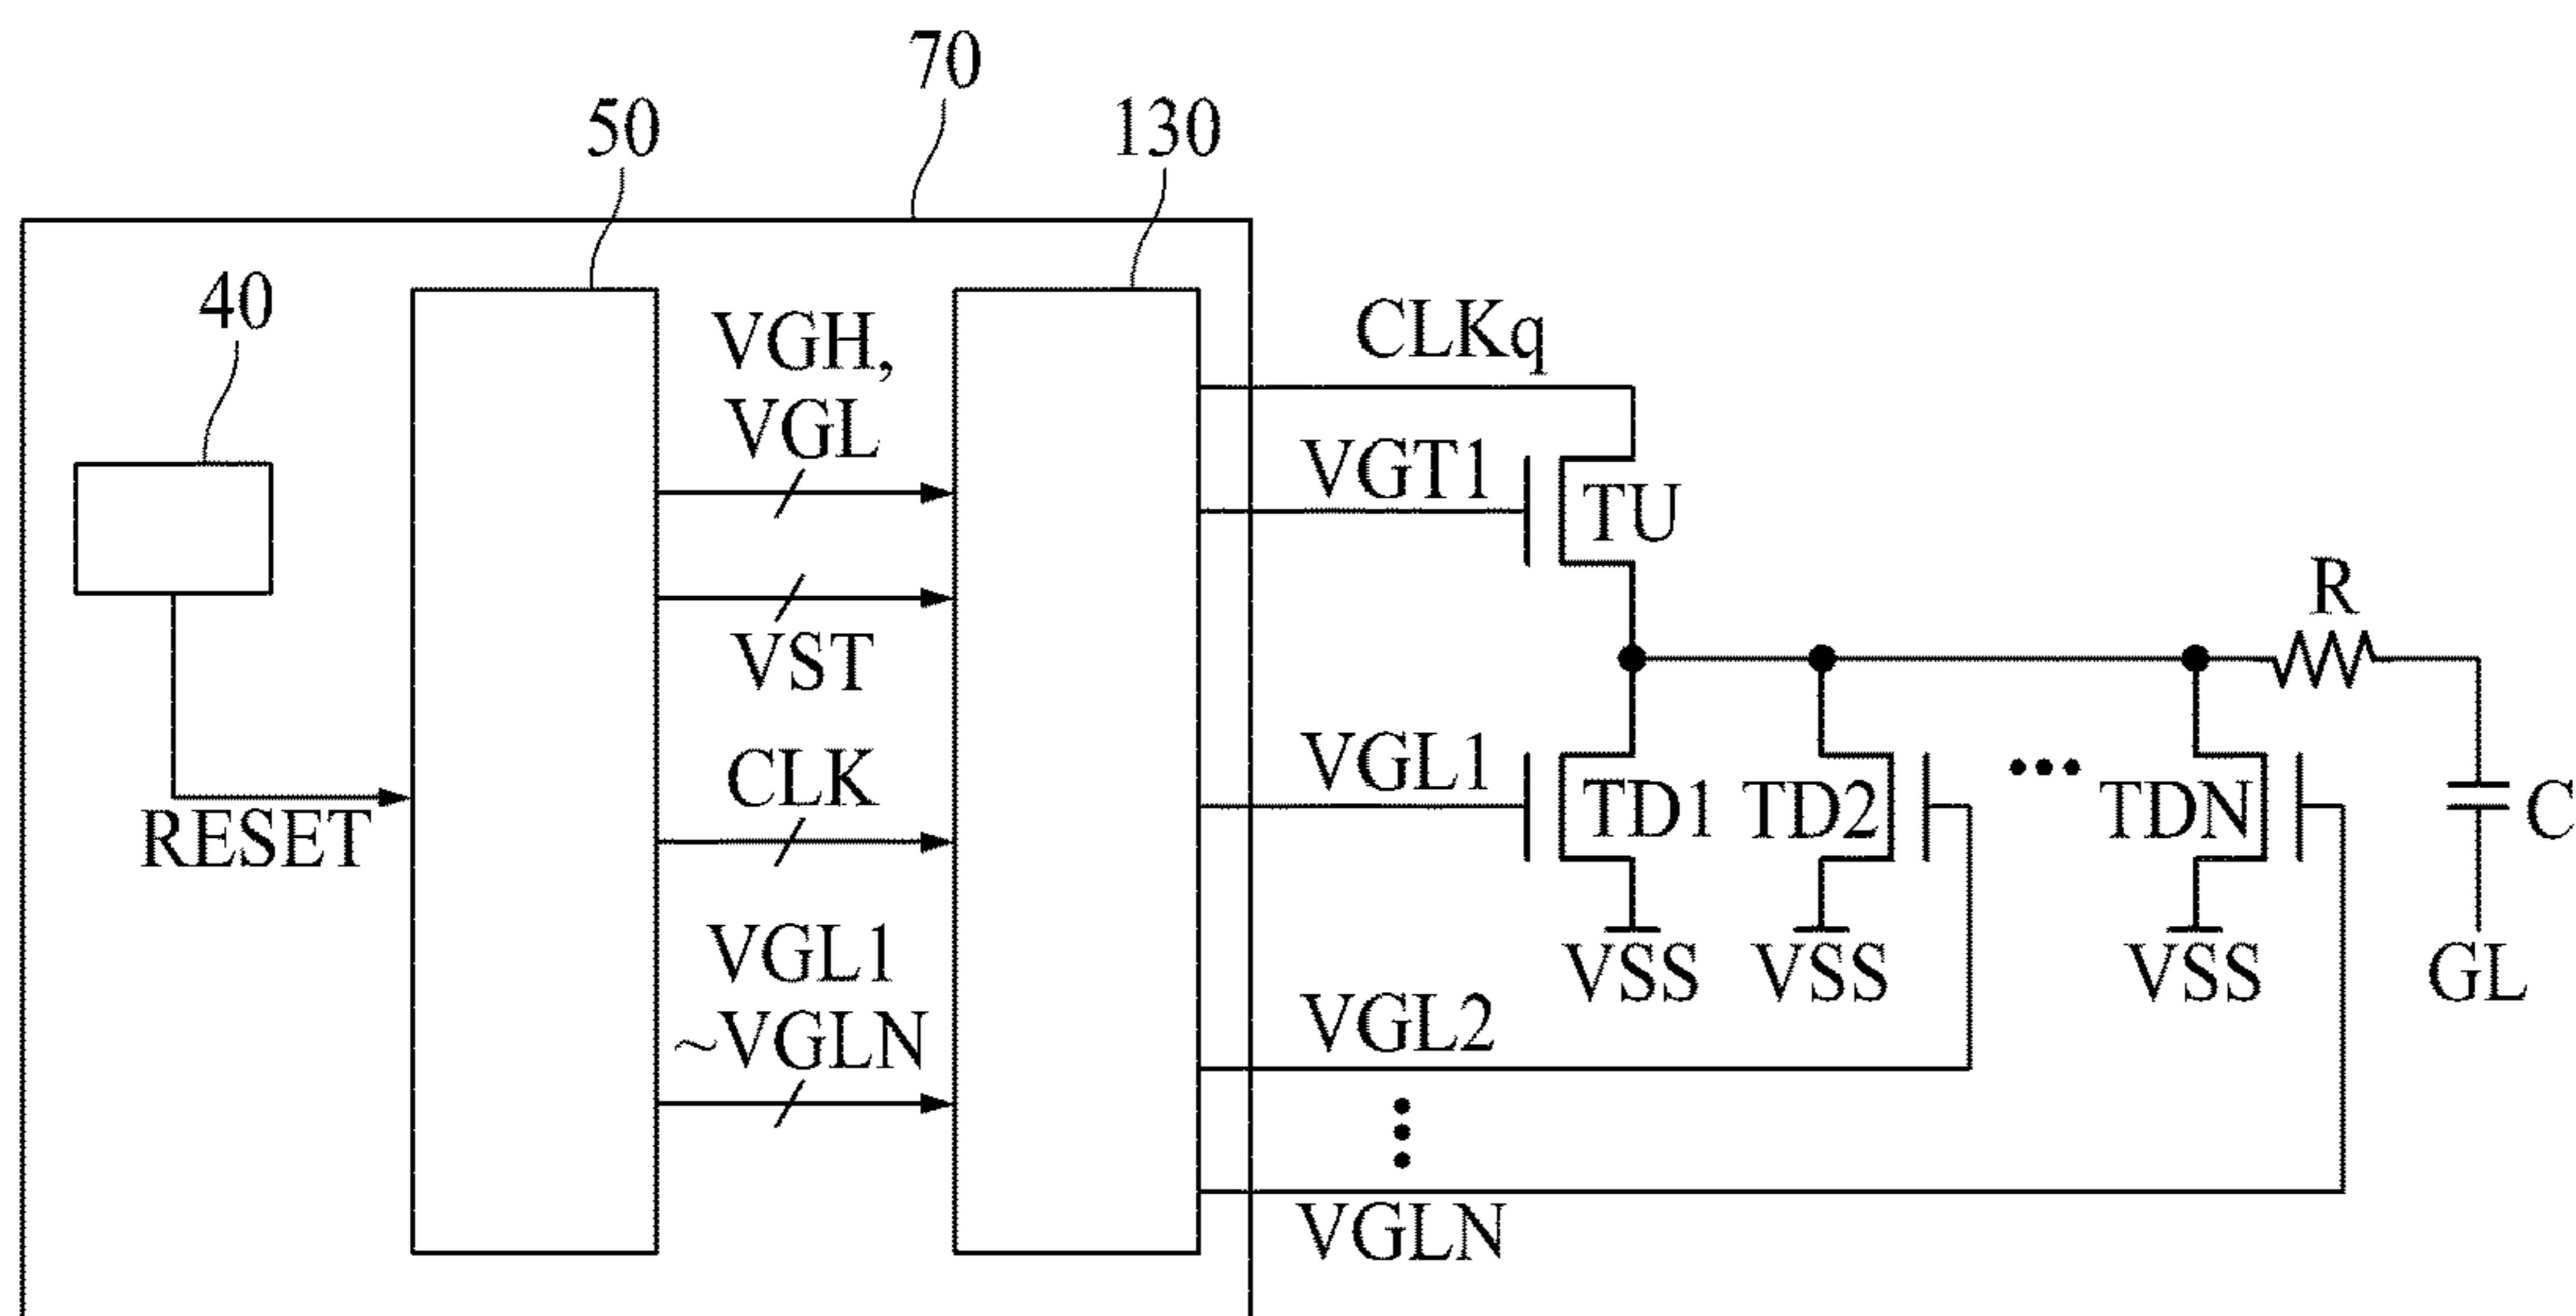 70
50
130
40
VGH,
VGL
CLKq
VGT1
TU
R
VST
CLK
VGL1
TD1
TD2
TDN
C
RESET
VGL1
~VGLN
VSS
VSS
VSS
GL
VGL2
VGLN